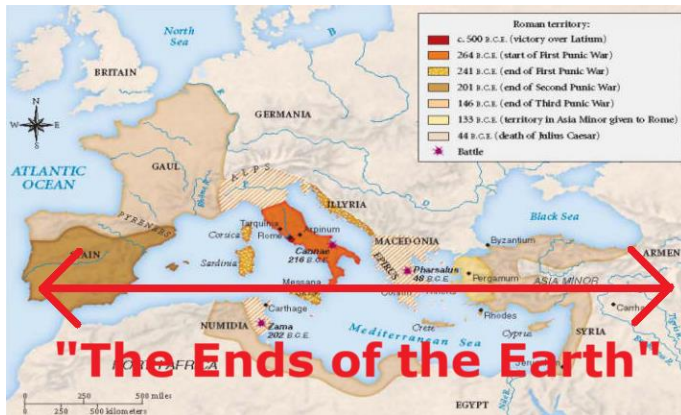 Roman territory:
c. 500 B.C.E. (victory over Latium)
264 B.C.E. (start of First Punic War)
241 B.C.E. (end of First Punic War)
201 B.C.E. (end of Second Punic War)
146 B.C.E. (end of Third Punic War)
133 B.C.E. (territory in Asia Minor given to Rome)
44 B.C.E. (death of Julius Caesar)
Battle
North
Sea
BRITAIN
N
W
E
S
GERMANIA
ATLANTIC
OCEAN
GAUL
ALPS
PYRENEES
ILLYRIA
Black Sea
Tarquinia
Rome
Arpinum
Corsica
Cannae
216 B.C.E.
MACEDONIA
Byzantium
EPIRUS
Pharsalus
48 B.C.E.
Pergamum
ASIA MINOR
Sardinia
Messana
Carthage
NUMIDIA
Zama
202 B.C.E.
Mediterranean Sea
Crete
Rhodes
Cyprus
SYRIA
"The Ends of the Earth"
EGYPT
0 250 500 miles
0 250 500 kilometers